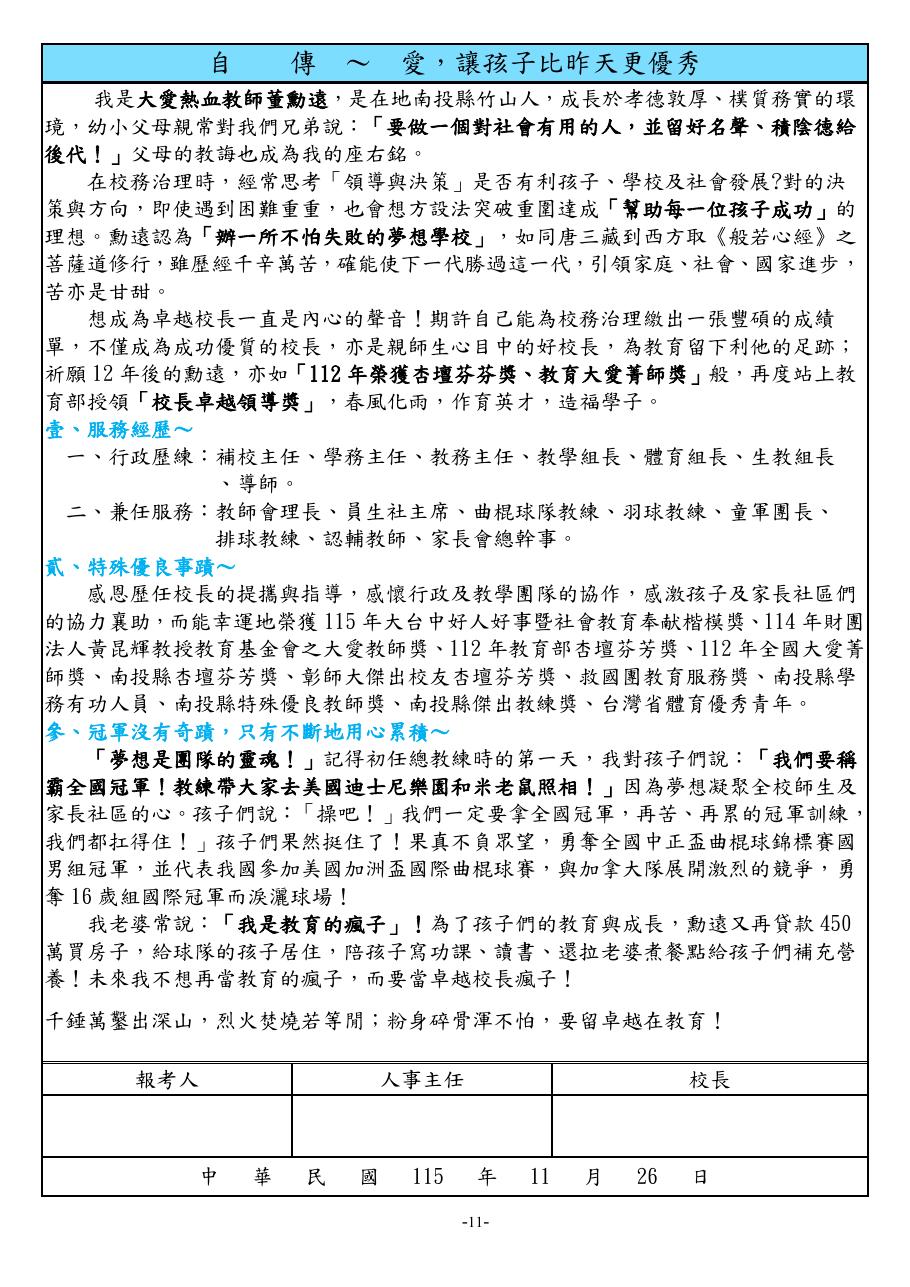 自　　傳　～　愛，讓孩子比昨天更優秀
我是大愛熱血教師董勳遠，是在地南投縣竹山人，成長於孝德敦厚、樸質務實的環
境，幼小父母親常對我們兄弟說：「要做一個對社會有用的人，並留好名聲、積陰德給
後代！」父母的教誨也成為我的座右銘。
在校務治理時，經常思考「領導與決策」是否有利孩子、學校及社會發展?對的決
策與方向，即使遇到困難重重，也會想方設法突破重圍達成「幫助每一位孩子成功」的
理想。勳遠認為「辦一所不怕失敗的夢想學校」，如同唐三藏到西方取《般若心經》之
菩薩道修行，雖歷經千辛萬苦，確能使下一代勝過這一代，引領家庭、社會、國家進步，
苦亦是甘甜。
想成為卓越校長一直是內心的聲音！期許自己能為校務治理繳出一張豐碩的成績
單，不僅成為成功優質的校長，亦是親師生心目中的好校長，為教育留下利他的足跡；
祈願 12 年後的勳遠，亦如「112 年榮獲杏壇芬芬獎、教育大愛菁師獎」般，再度站上教
育部授領「校長卓越領導獎」，春風化雨，作育英才，造福學子。
壹、服務經歷～
一、行政歷練：補校主任、學務主任、教務主任、教學組長、體育組長、生教組長
、導師。
二、兼任服務：教師會理長、員生社主席、曲棍球隊教練、羽球教練、童軍團長、
排球教練、認輔教師、家長會總幹事。
貳、特殊優良事蹟～
感恩歷任校長的提攜與指導，感懷行政及教學團隊的協作，感激孩子及家長社區們
的協力襄助，而能幸運地榮獲 115 年大台中好人好事暨社會教育奉献楷模獎、114 年財團
法人黃昆輝教授教育基金會之大愛教師獎、112 年教育部杏壇芬芳獎、112 年全國大愛菁
師獎、南投縣杏壇芬芳獎、彰師大傑出校友杏壇芬芳獎、救國團教育服務獎、南投縣學
務有功人員、南投縣特殊優良教師獎、南投縣傑出教練獎、台灣省體育優秀青年。
參、冠軍沒有奇蹟，只有不斷地用心累積～
「夢想是團隊的靈魂！」記得初任總教練時的第一天，我對孩子們說：「我們要稱
霸全國冠軍！教練帶大家去美國迪士尼樂園和米老鼠照相！」因為夢想凝聚全校師生及
家長社區的心。孩子們說：「操吧！」我們一定要拿全國冠軍，再苦、再累的冠軍訓練，
我們都扛得住！」孩子們果然挺住了！果真不負眾望，勇奪全國中正盃曲棍球錦標賽國
男組冠軍，並代表我國參加美國加洲盃國際曲棍球賽，與加拿大隊展開激烈的競爭，勇
奪 16 歲組國際冠軍而淚灑球場！
我老婆常說：「我是教育的瘋子」！為了孩子們的教育與成長，勳遠又再貸款 450
萬買房子，給球隊的孩子居住，陪孩子寫功課、讀書、還拉老婆煮餐點給孩子們補充營
養！未來我不想再當教育的瘋子，而要當卓越校長瘋子！
千錘萬鑿出深山，烈火焚燒若等閒；粉身碎骨渾不怕，要留卓越在教育！
報考人　人事主任　校長
中　華　民　國　115　年　11　月　26　日
-11-